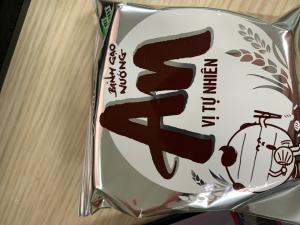 BÁNH GẠO
NƯỚNG
AN
VỊ TỰ NHIÊN